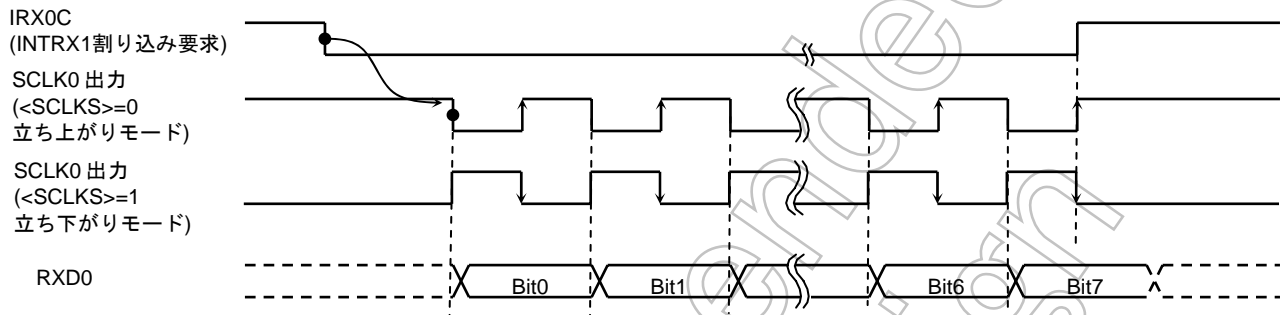 IRX0C
(INTRX1割り込み要求)
SCLK0 出力
(<SCLKS>=0
立ち上がりモード)
SCLK0 出力
(<SCLKS>=1
立ち下がりモード)
RXD0
Bit0
Bit1
Bit6
Bit7